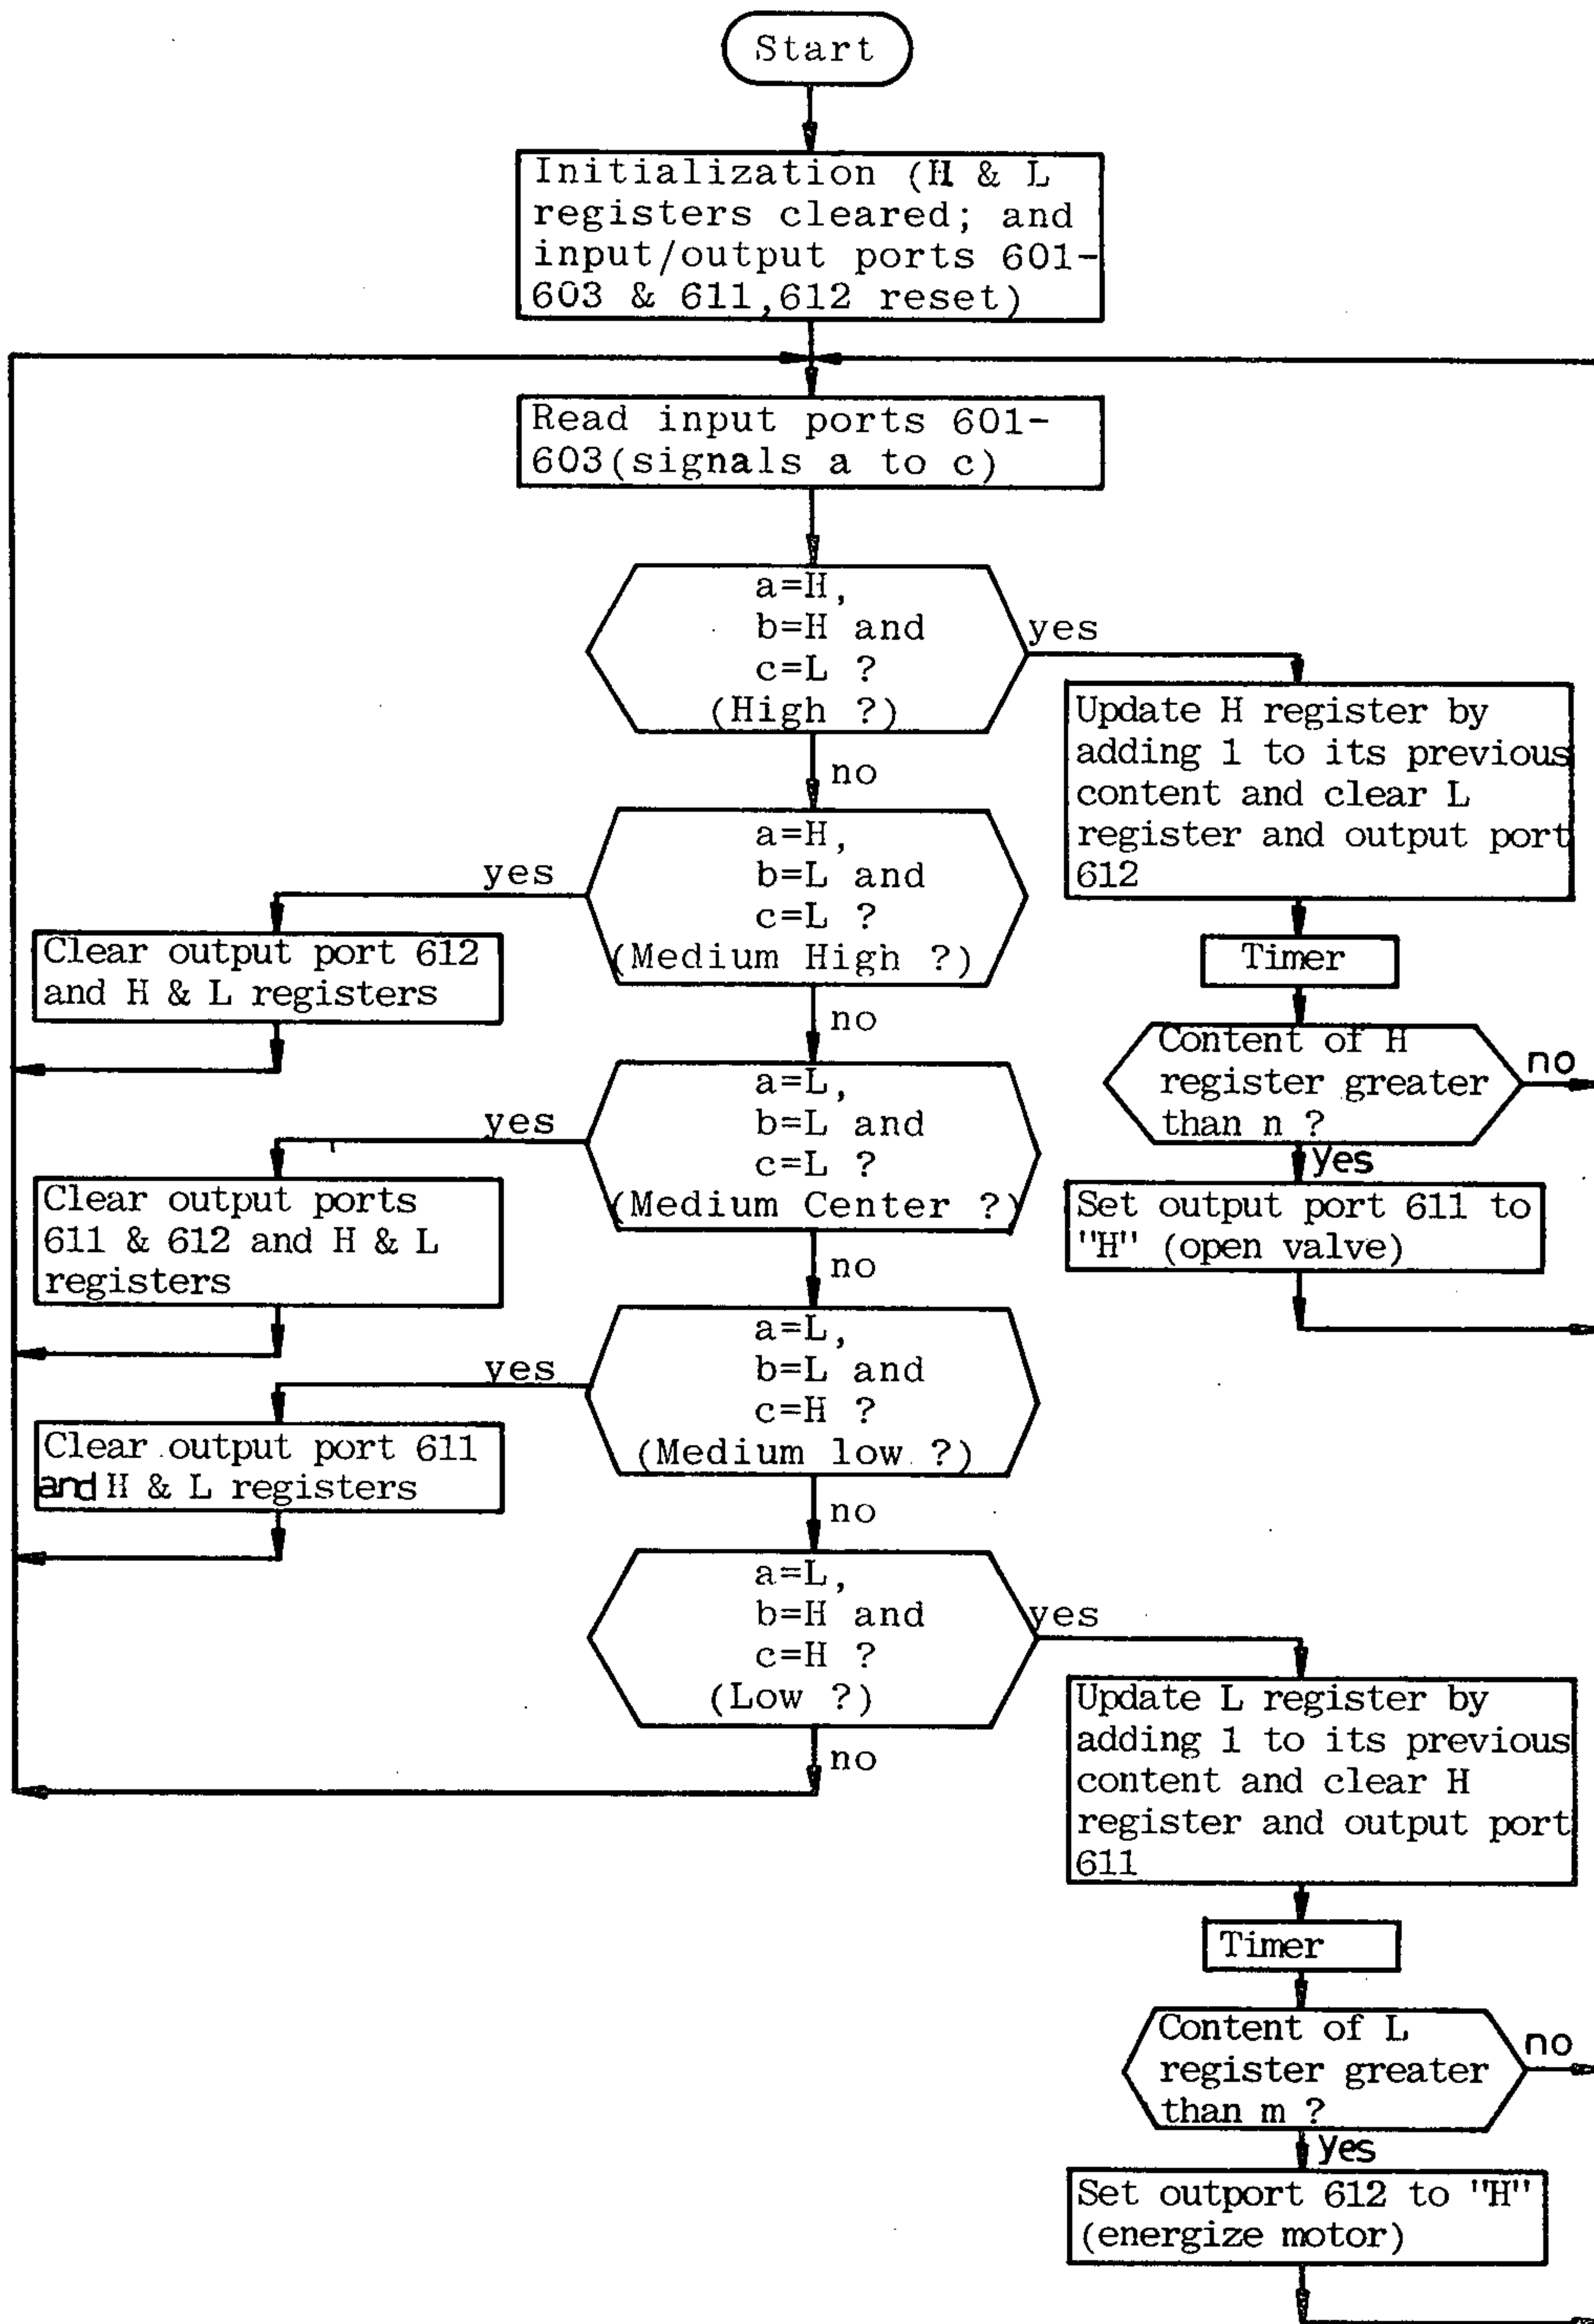 Start
Initialization (H & L
registers cleared; and
input/output ports 601-
603 & 611,612 reset)
Read input ports 601-
603(signals a to c)
a=H,
b=H and
c=L ?
(High ?)
yes
no
Update H register by
adding 1 to its previous
content and clear L
register and output port
612
Timer
Content of H
register greater
than n ?
no
yes
Set output port 611 to
"H" (open valve)
a=H,
b=L and
c=L ?
(Medium High ?)
yes
no
Clear output port 612
and H & L registers
a=L,
b=L and
c=L ?
(Medium Center ?)
yes
no
Clear output ports
611 & 612 and H & L
registers
a=L,
b=L and
c=H ?
(Medium low ?)
yes
no
Clear output port 611
and H & L registers
a=L,
b=H and
c=H ?
(Low ?)
yes
no
Update L register by
adding 1 to its previous
content and clear H
register and output port
611
Timer
Content of L
register greater
than m ?
no
yes
Set outport 612 to "H"
(energize motor)